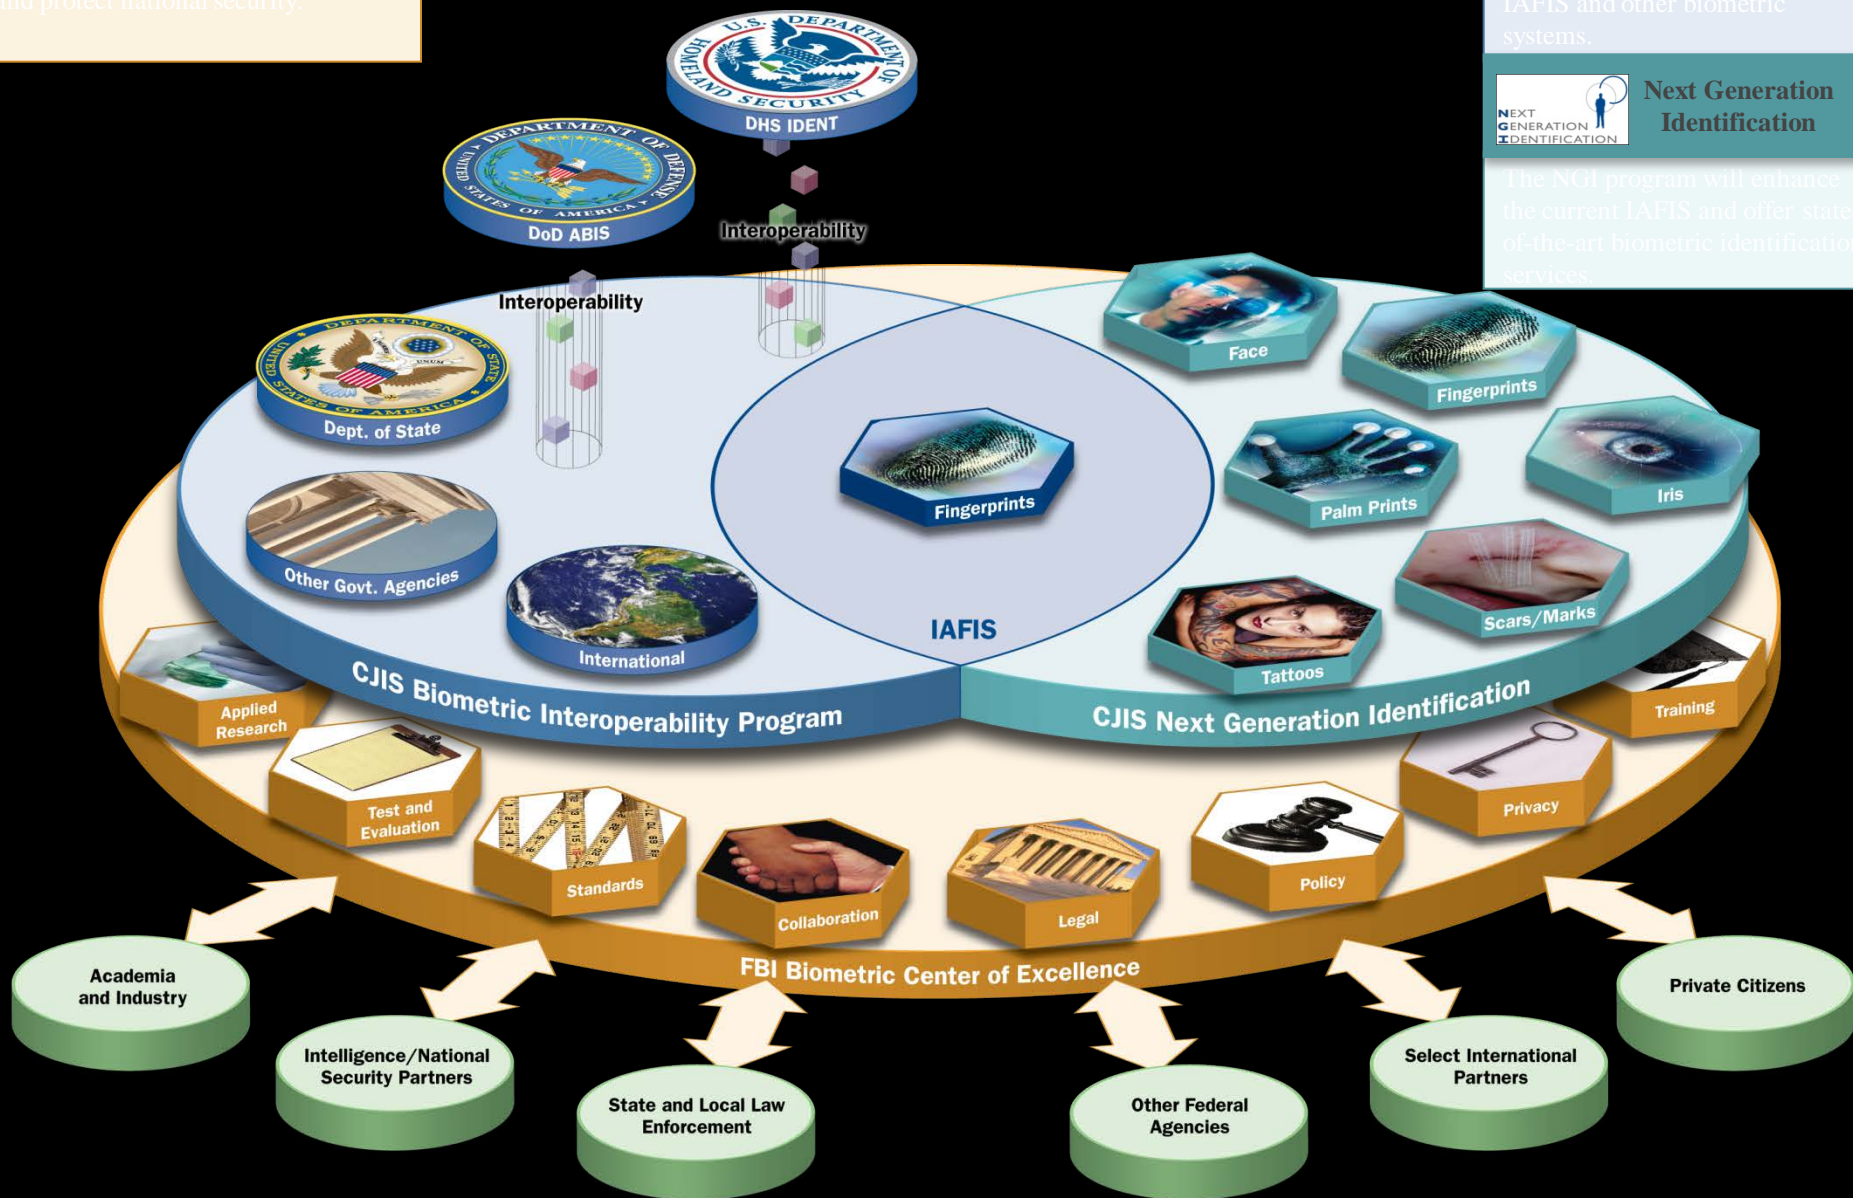 and protect national security.
IAFIS and other biometric
systems.
NEXT
GENERATION
IDENTIFICATION
Next Generation
Identification
The NGI program will enhance
the current IAFIS and offer state
of-the-art biometric identification
services.
U.S. DEPARTMENT OF
HOMELAND SECURITY
DHS IDENT
DEPARTMENT OF DEFENSE
UNITED STATES OF AMERICA
DoD ABIS
Interoperability
Interoperability
DEPARTMENT OF STATE
UNITED STATES OF AMERICA
Dept. of State
Other Govt. Agencies
International
Fingerprints
IAFIS
Face
Fingerprints
Palm Prints
Iris
Scars/Marks
Tattoos
CJIS Biometric Interoperability Program
CJIS Next Generation Identification
Applied
Research
Test and
Evaluation
Standards
Collaboration
Legal
Policy
Privacy
Training
FBI Biometric Center of Excellence
Academia
and Industry
Intelligence/National
Security Partners
State and Local Law
Enforcement
Other Federal
Agencies
Select International
Partners
Private Citizens